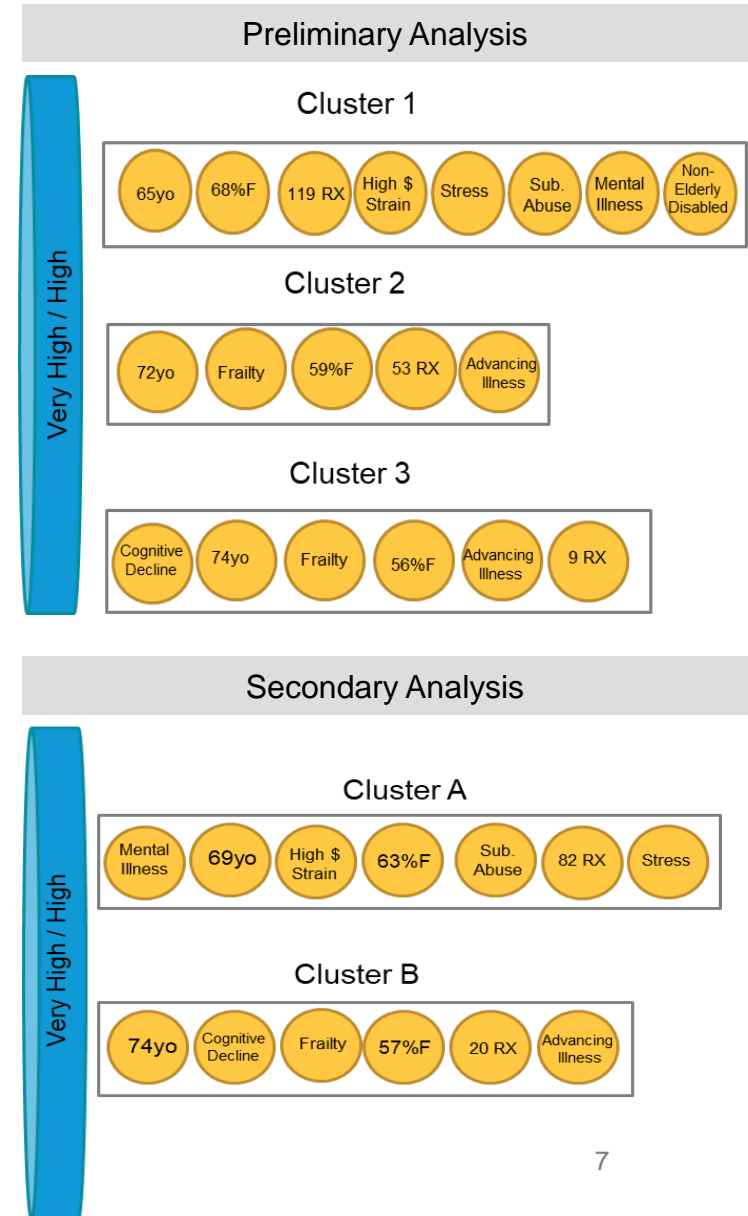 Preliminary Analysis
Very High / High
Cluster 1
65yo
68%F
119 RX
High $
Strain
Stress
Sub.
Abuse
Mental
Illness
Non-
Elderly
Disabled
Cluster 2
72yo
Frailty
59%F
53 RX
Advancing
Illness
Cluster 3
Cognitive
Decline
74yo
Frailty
56%F
Advancing
Illness
9 RX
Secondary Analysis
Very High / High
Cluster A
Mental
Illness
69yo
High $
Strain
63%F
Sub.
Abuse
82 RX
Stress
Cluster B
74yo
Cognitive
Decline
Frailty
57%F
20 RX
Advancing
Illness
7